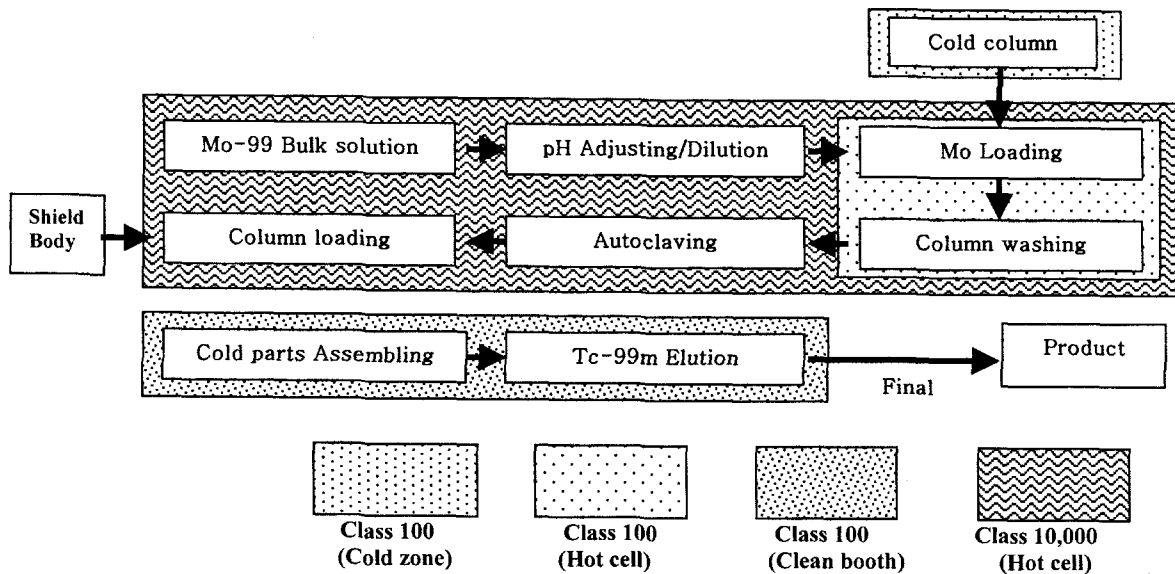 Cold column
Mo-99 Bulk solution
pH Adjusting/Dilution
Mo Loading
Shield
Body
Column loading
Autoclaving
Column washing
Cold parts Assembling
Tc-99m Elution
Final
Product
Class 100
(Cold zone)
Class 100
(Hot cell)
Class 100
(Clean booth)
Class 10,000
(Hot cell)